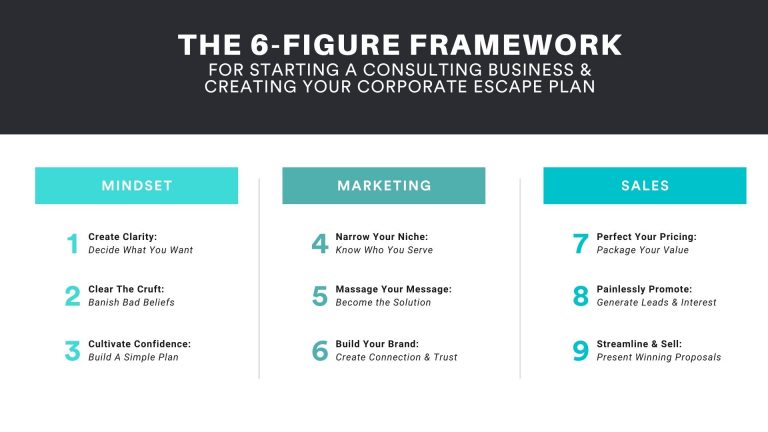 THE 6-FIGURE FRAMEWORK
FOR STARTING A CONSULTING BUSINESS &
CREATING YOUR CORPORATE ESCAPE PLAN
MINDSET
1 Create Clarity:
Decide What You Want
2 Clear The Cruft:
Banish Bad Beliefs
3 Cultivate Confidence:
Build A Simple Plan
MARKETING
4 Narrow Your Niche:
Know Who You Serve
5 Massage Your Message:
Become the Solution
6 Build Your Brand:
Create Connection & Trust
SALES
7 Perfect Your Pricing:
Package Your Value
8 Painlessly Promote:
Generate Leads & Interest
9 Streamline & Sell:
Present Winning Proposals